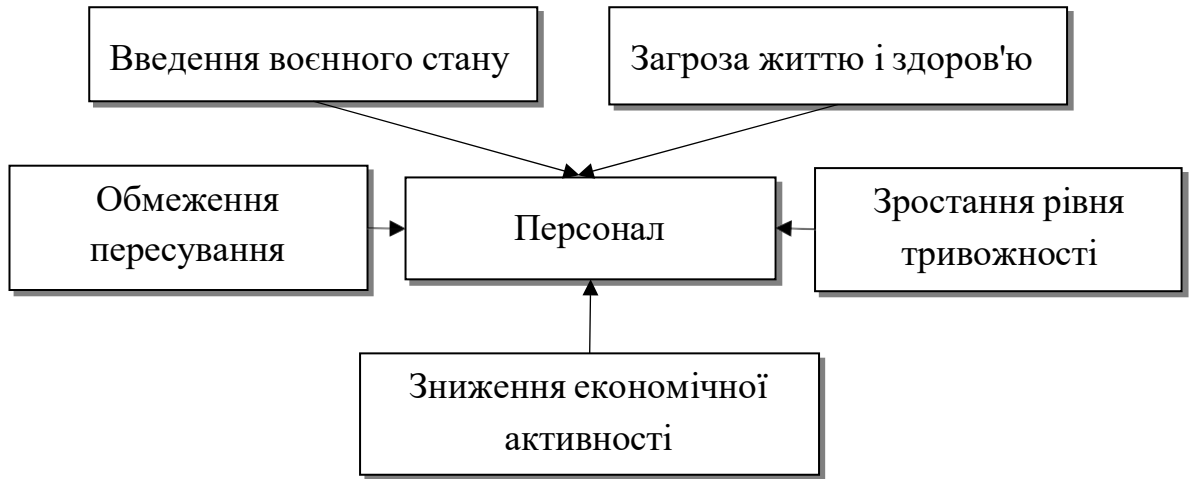 Введення воєнного стану
Загроза життю і здоров'ю
Обмеження
пересування
Персонал
Зростання рівня
тривожності
Зниження економічної
активності